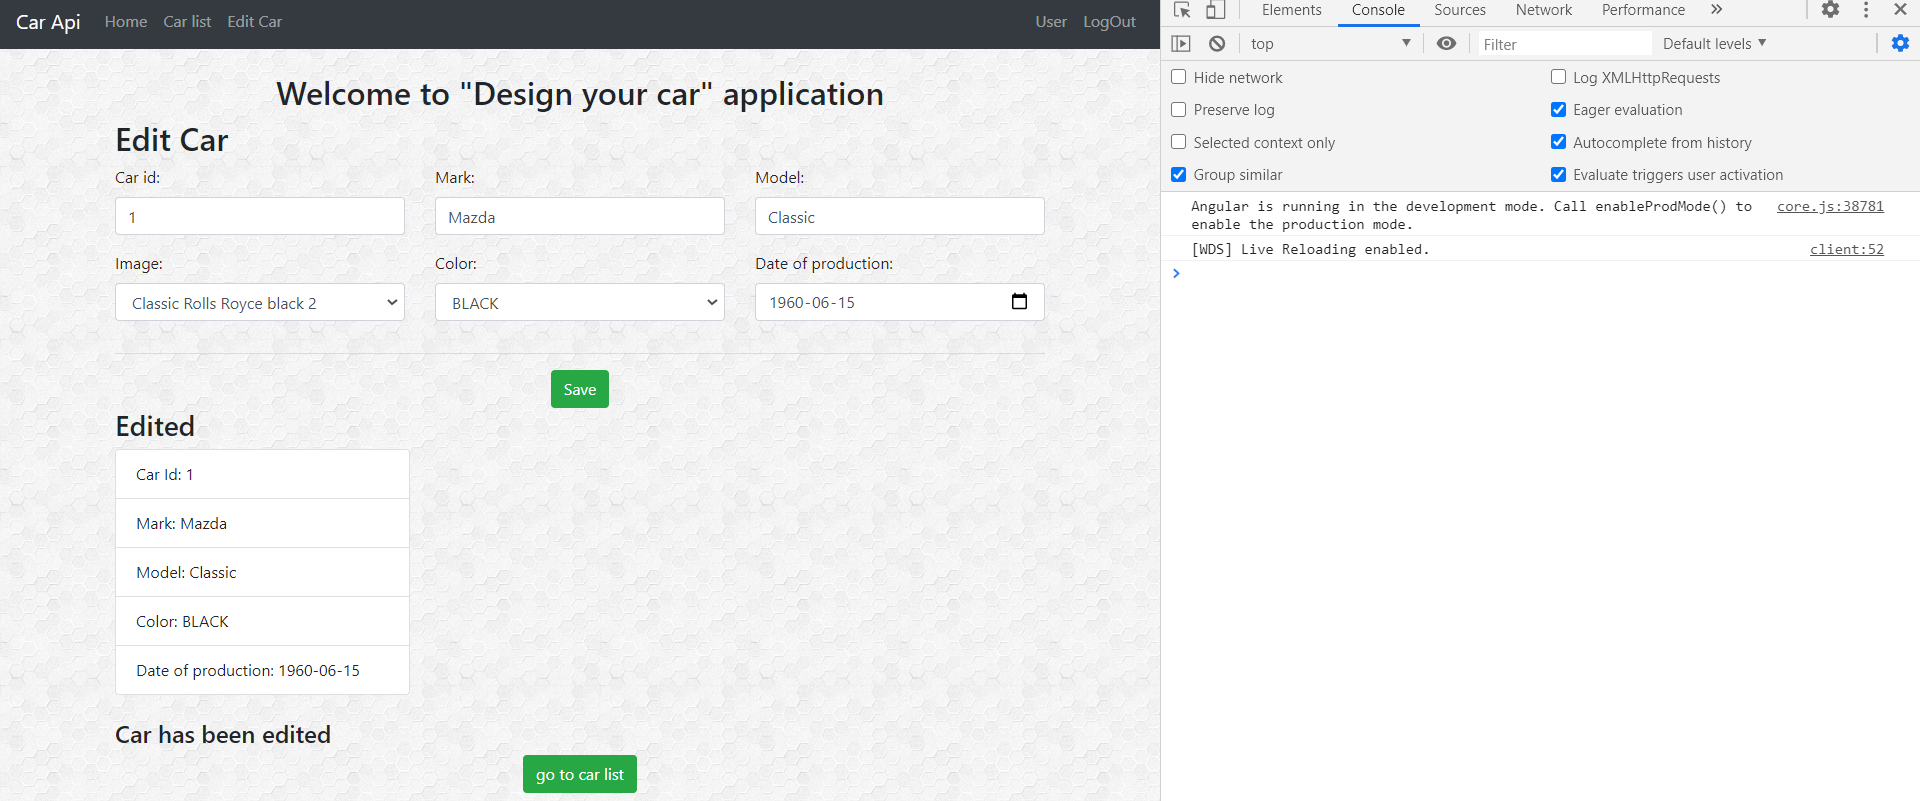 Car Api Home Car list Edit Car User LogOut
Welcome to "Design your car" application
Edit Car
Car id: Mark: Model:
1 Mazda Classic
Image: Color: Date of production:
Classic Rolls Royce black 2 BLACK 1960-06-15
Save
Edited
Car Id: 1
Mark: Mazda
Model: Classic
Color: BLACK
Date of production: 1960-06-15
Car has been edited
go to car list
Elements Console Sources Network Performance »
top Filter Default levels
Hide network Log XMLHttpRequests
Preserve log Eager evaluation
Selected context only Autocomplete from history
Group similar Evaluate triggers user activation
Angular is running in the development mode. Call enableProdMode() to core.js:38781
enable the production mode.
[WDS] Live Reloading enabled. client:52
>